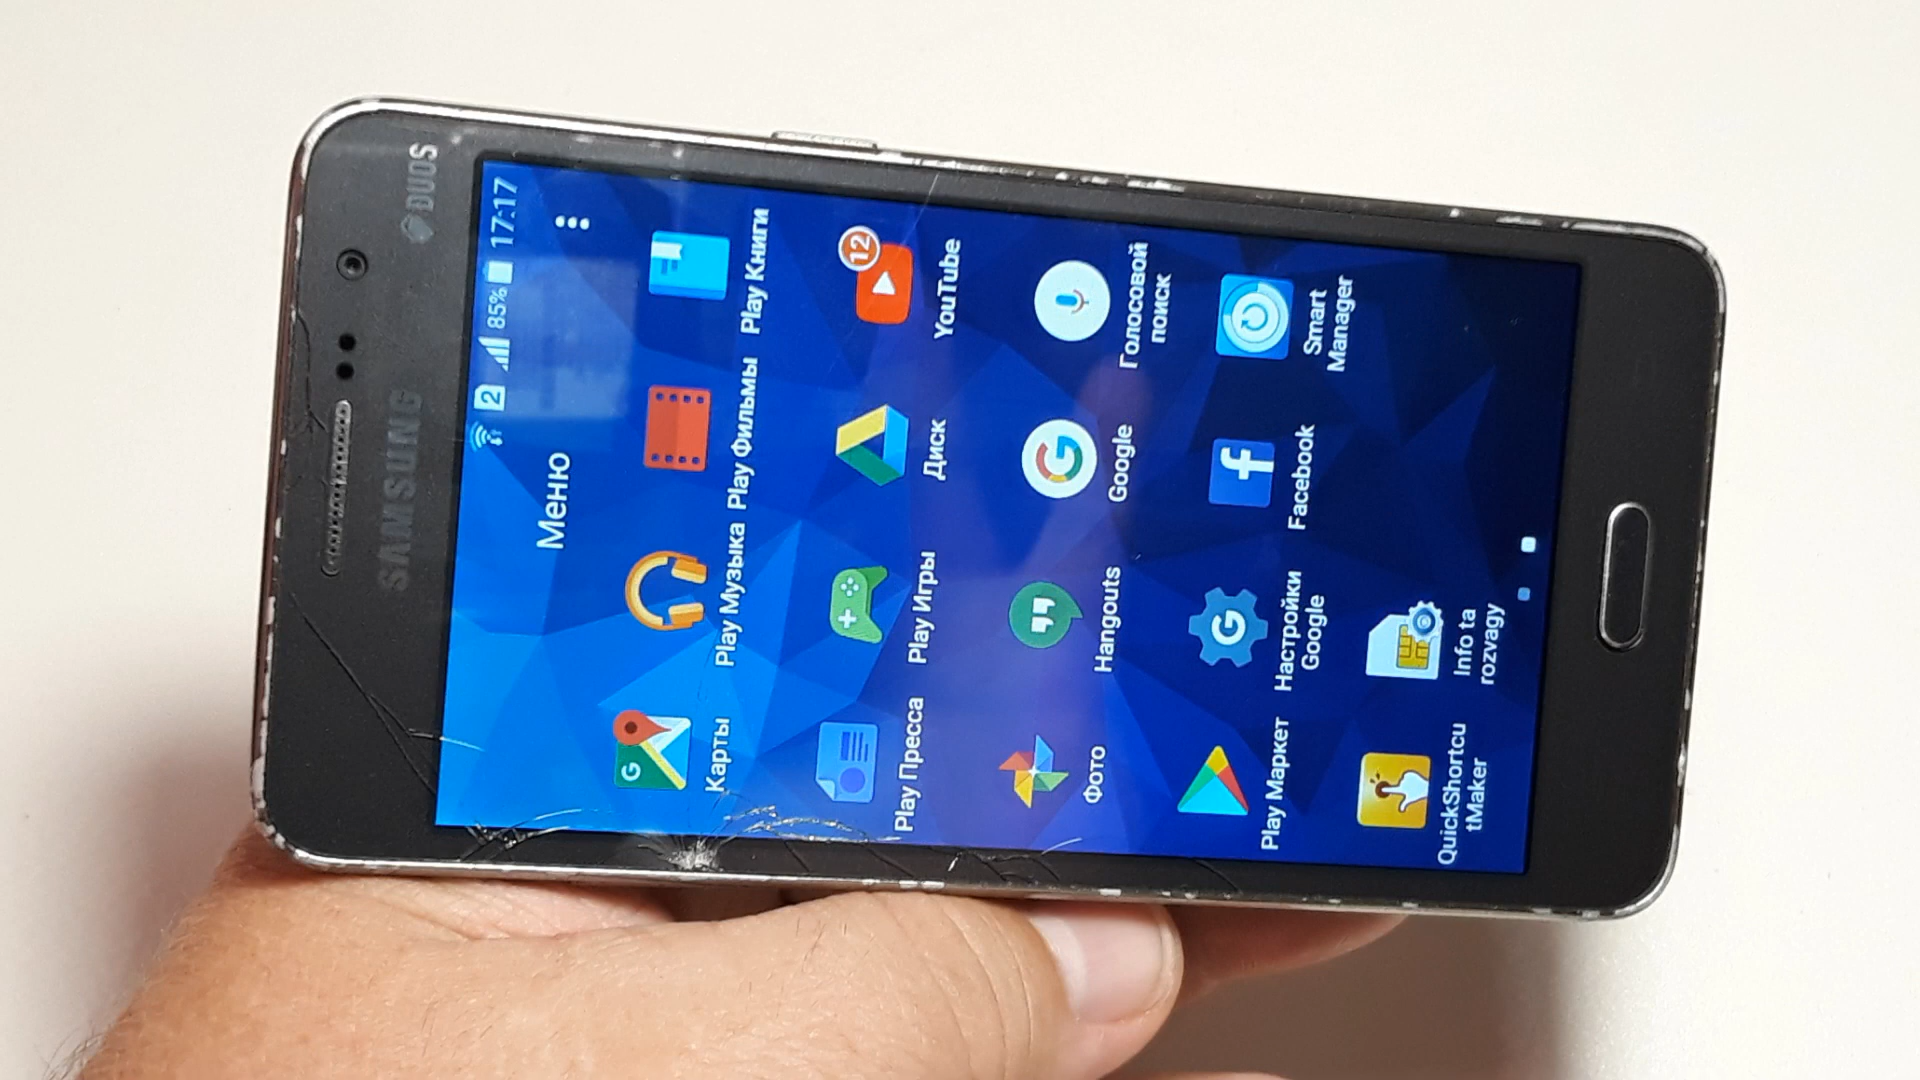 SAMSUNG
DUOS
2 85% 17:17
Меню
Карты
Play Музыка
Play Фильмы
Play Книги
Play Пресса
Play Игры
Диск
12
YouTube
Фото
Hangouts
G
Google
Голосовой
поиск
Play Маркет
G
Настройки
Google
f
Facebook
Smart
Manager
QuickShortcu
tMaker
Info ta
rozvagy